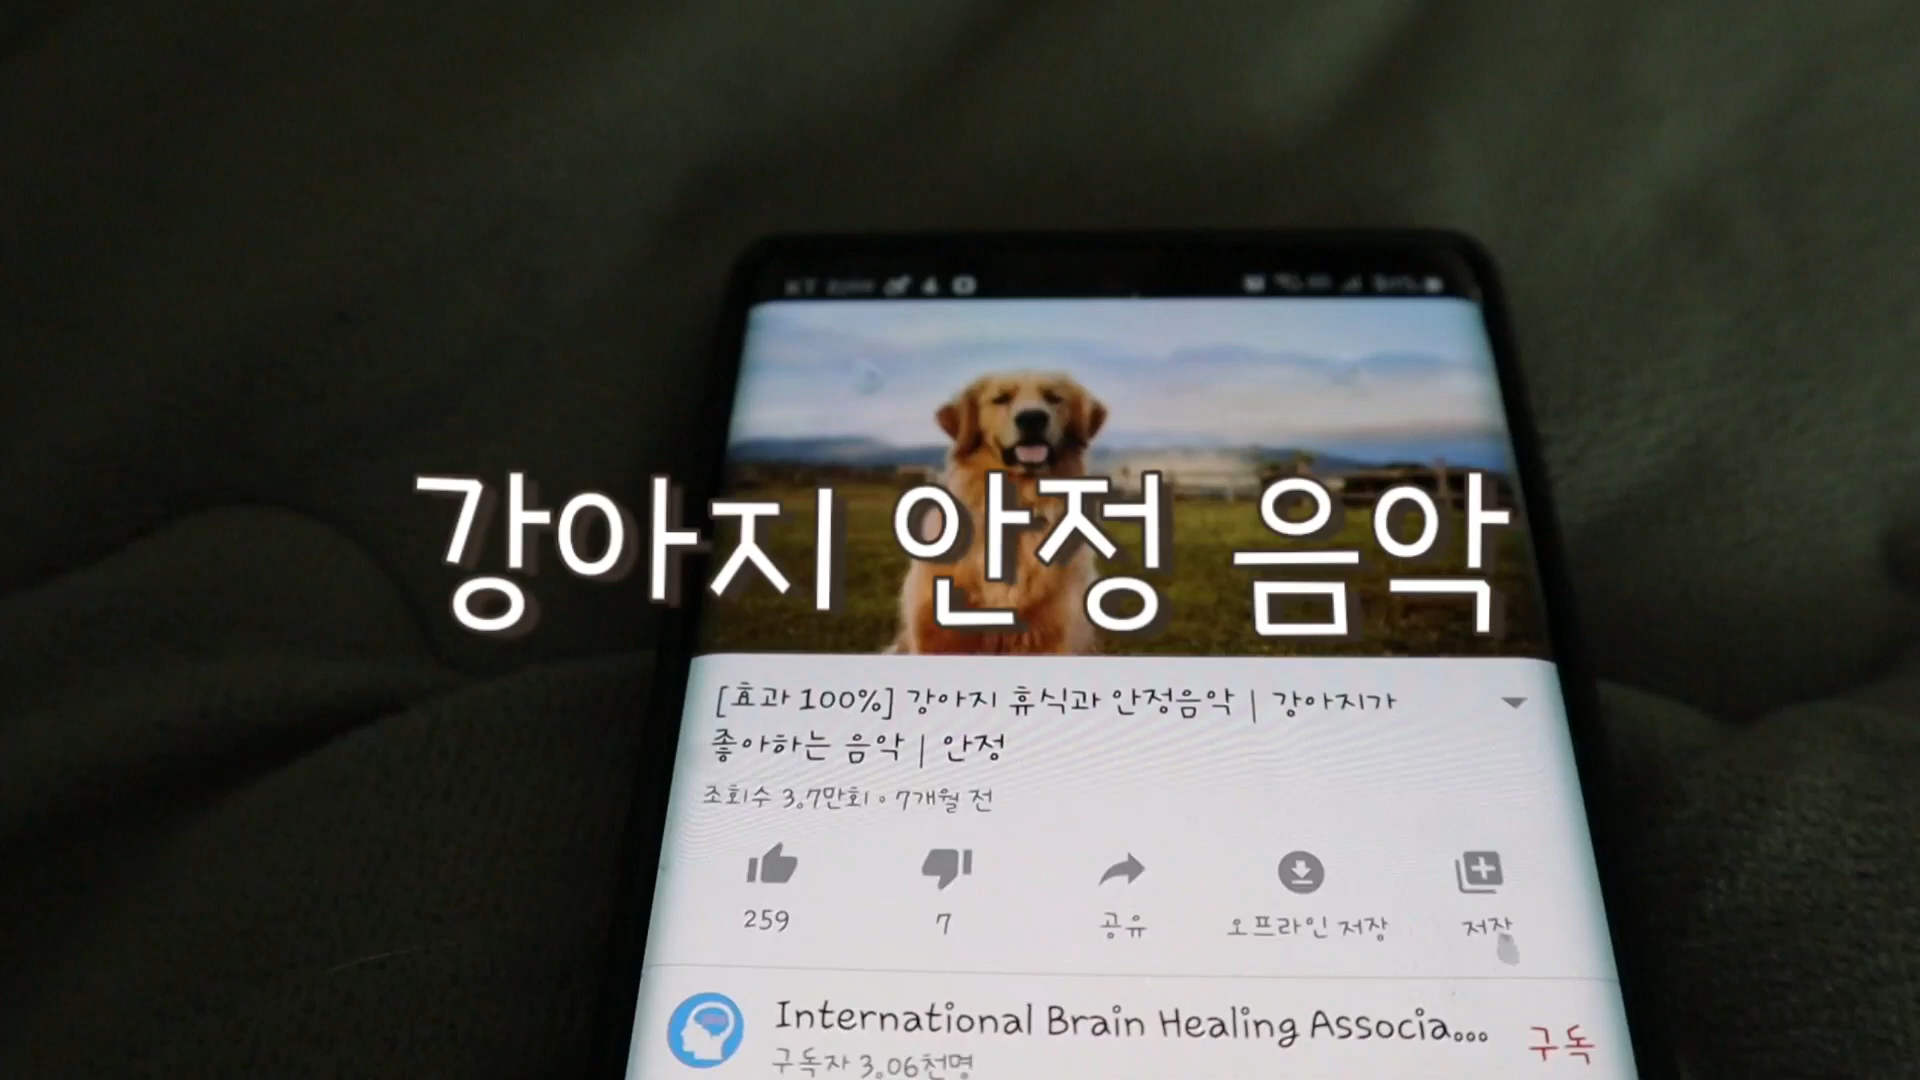 KT
강아지 안정 음악
[효과 100%] 강아지 휴식과 안정음악 | 강아지가
좋아하는 음악 | 안정
조회수 3.7만회 • 7개월 전
259 7 공유 오프라인 저장 저장
International Brain Healing Associa... 구독
구독자 3.06천명